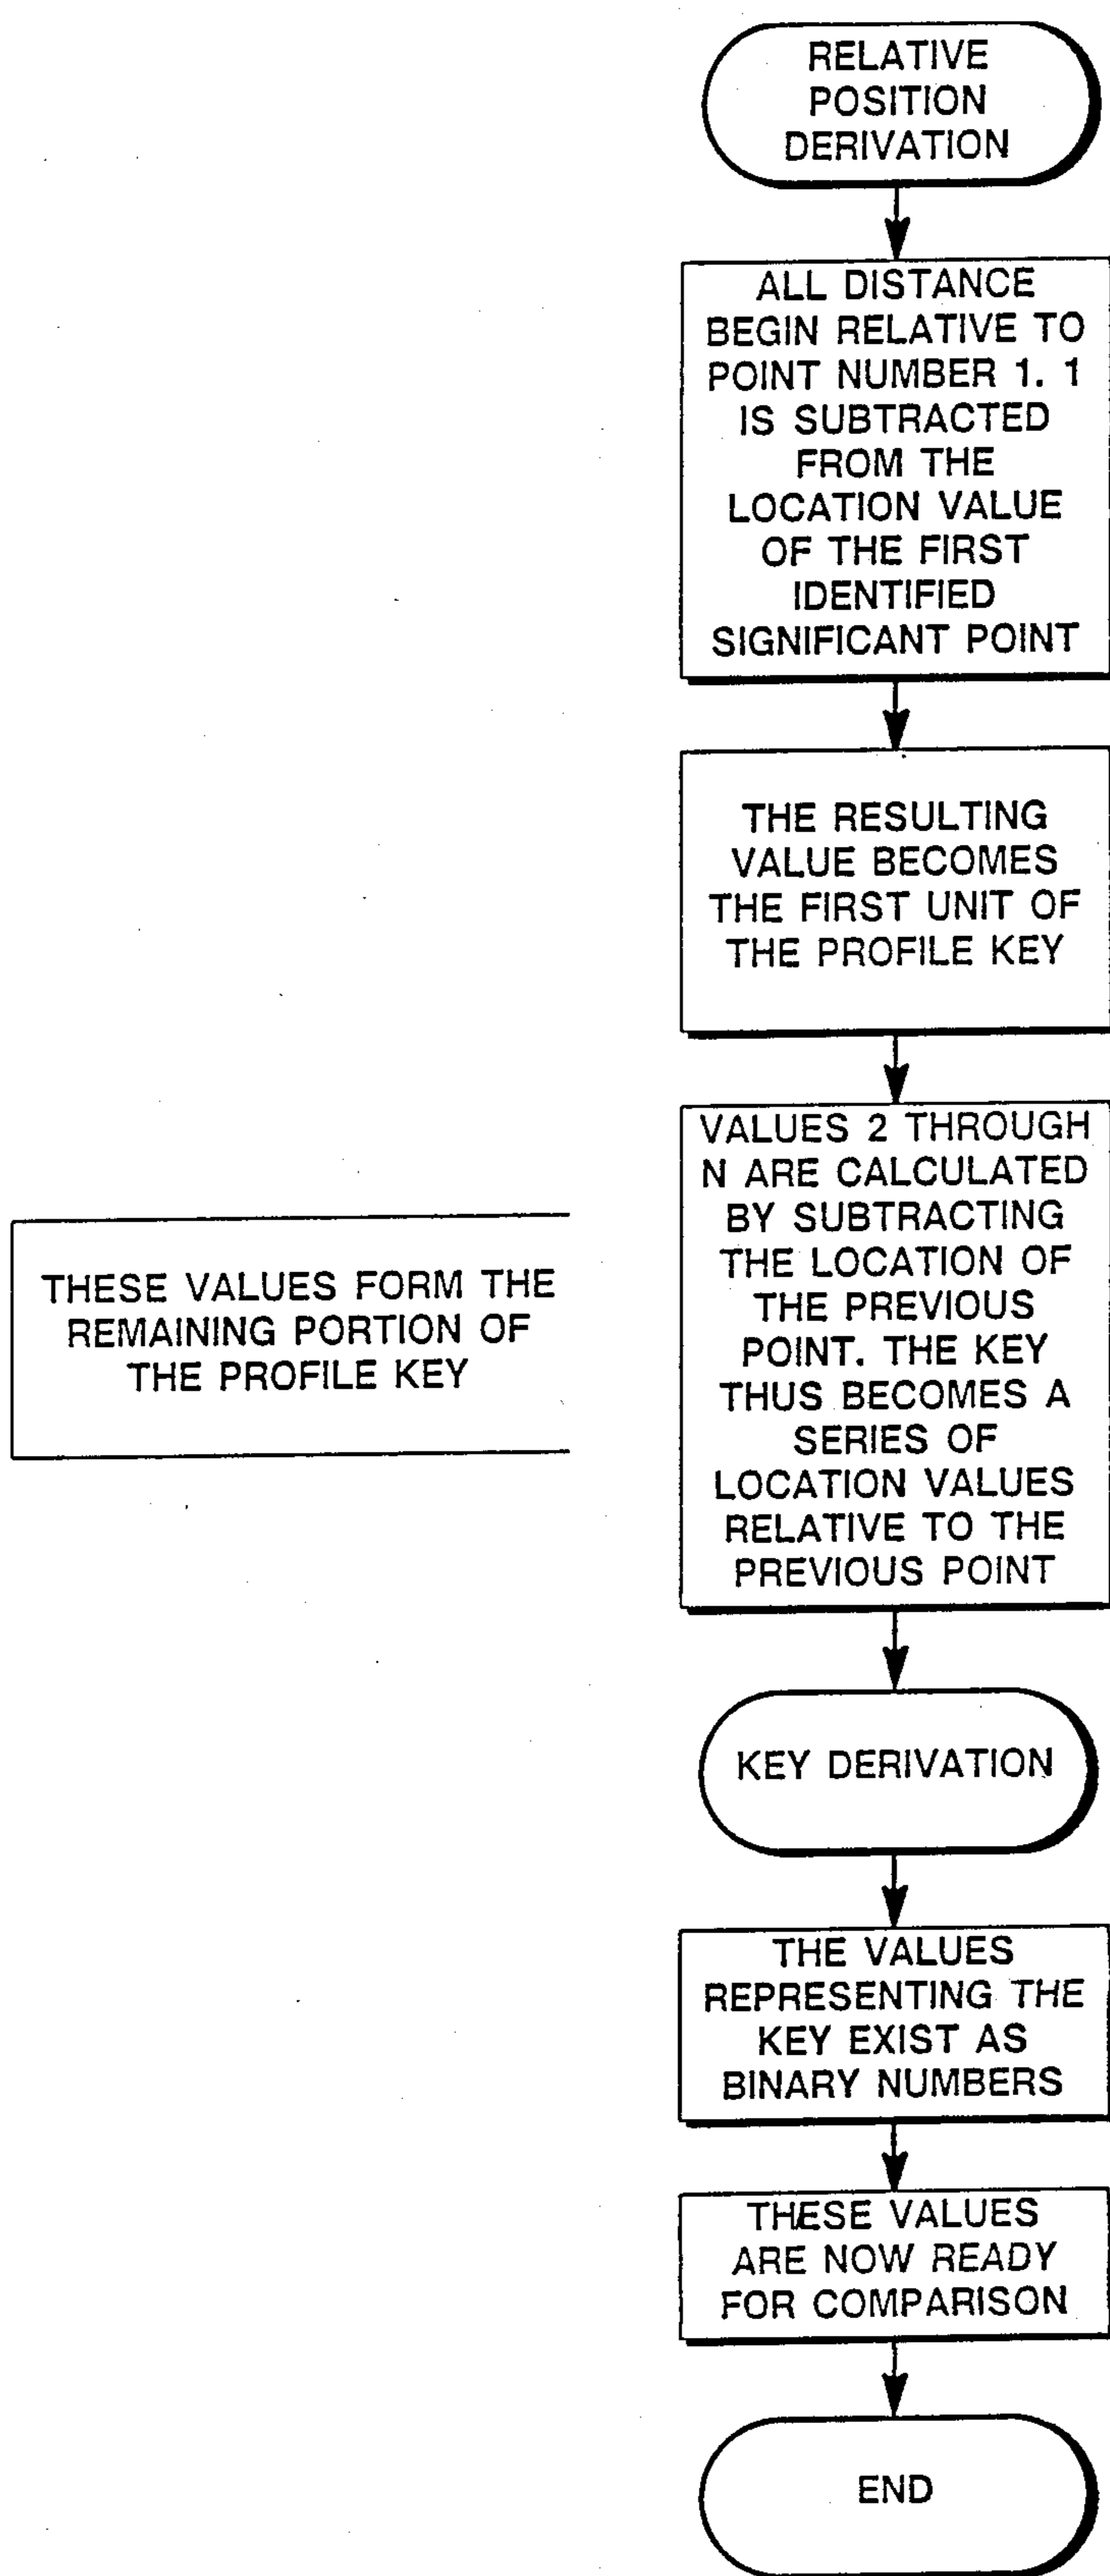 RELATIVE
POSITION
DERIVATION
ALL DISTANCE
BEGIN RELATIVE TO
POINT NUMBER 1. 1
IS SUBTRACTED
FROM THE
LOCATION VALUE
OF THE FIRST
IDENTIFIED
SIGNIFICANT POINT
THE RESULTING
VALUE BECOMES
THE FIRST UNIT OF
THE PROFILE KEY
VALUES 2 THROUGH
N ARE CALCULATED
BY SUBTRACTING
THE LOCATION OF
THE PREVIOUS
POINT. THE KEY
THUS BECOMES A
SERIES OF
LOCATION VALUES
RELATIVE TO THE
PREVIOUS POINT
THESE VALUES FORM THE
REMAINING PORTION OF
THE PROFILE KEY
KEY DERIVATION
THE VALUES
REPRESENTING THE
KEY EXIST AS
BINARY NUMBERS
THESE VALUES
ARE NOW READY
FOR COMPARISON
END